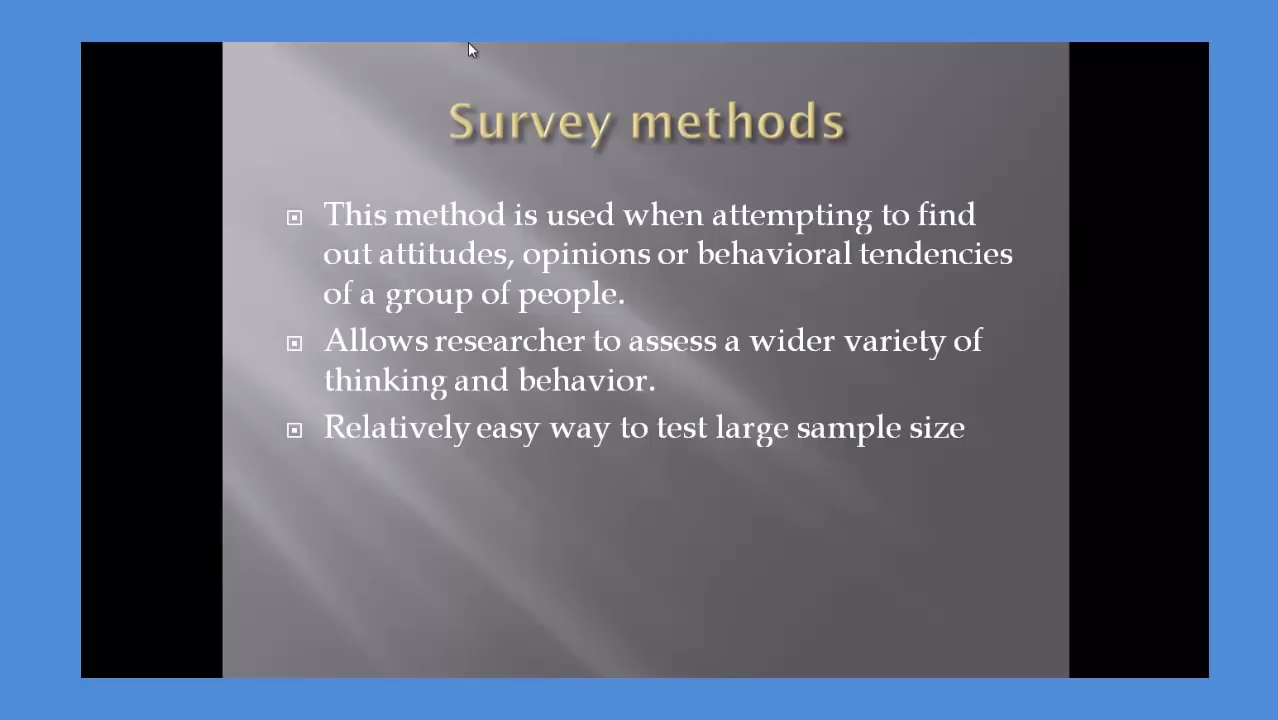 Survey methods
This method is used when attempting to find
out attitudes, opinions or behavioral tendencies
of a group of people.
Allows researcher to assess a wider variety of
thinking and behavior.
Relatively easy way to test large sample size